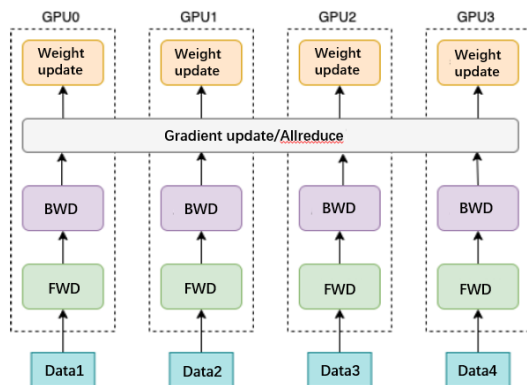 GPU0 GPU1 GPU2 GPU3
Weight update Weight update Weight update Weight update
Gradient update/Allreduce
BWD BWD BWD BWD
FWD FWD FWD FWD
Data1 Data2 Data3 Data4